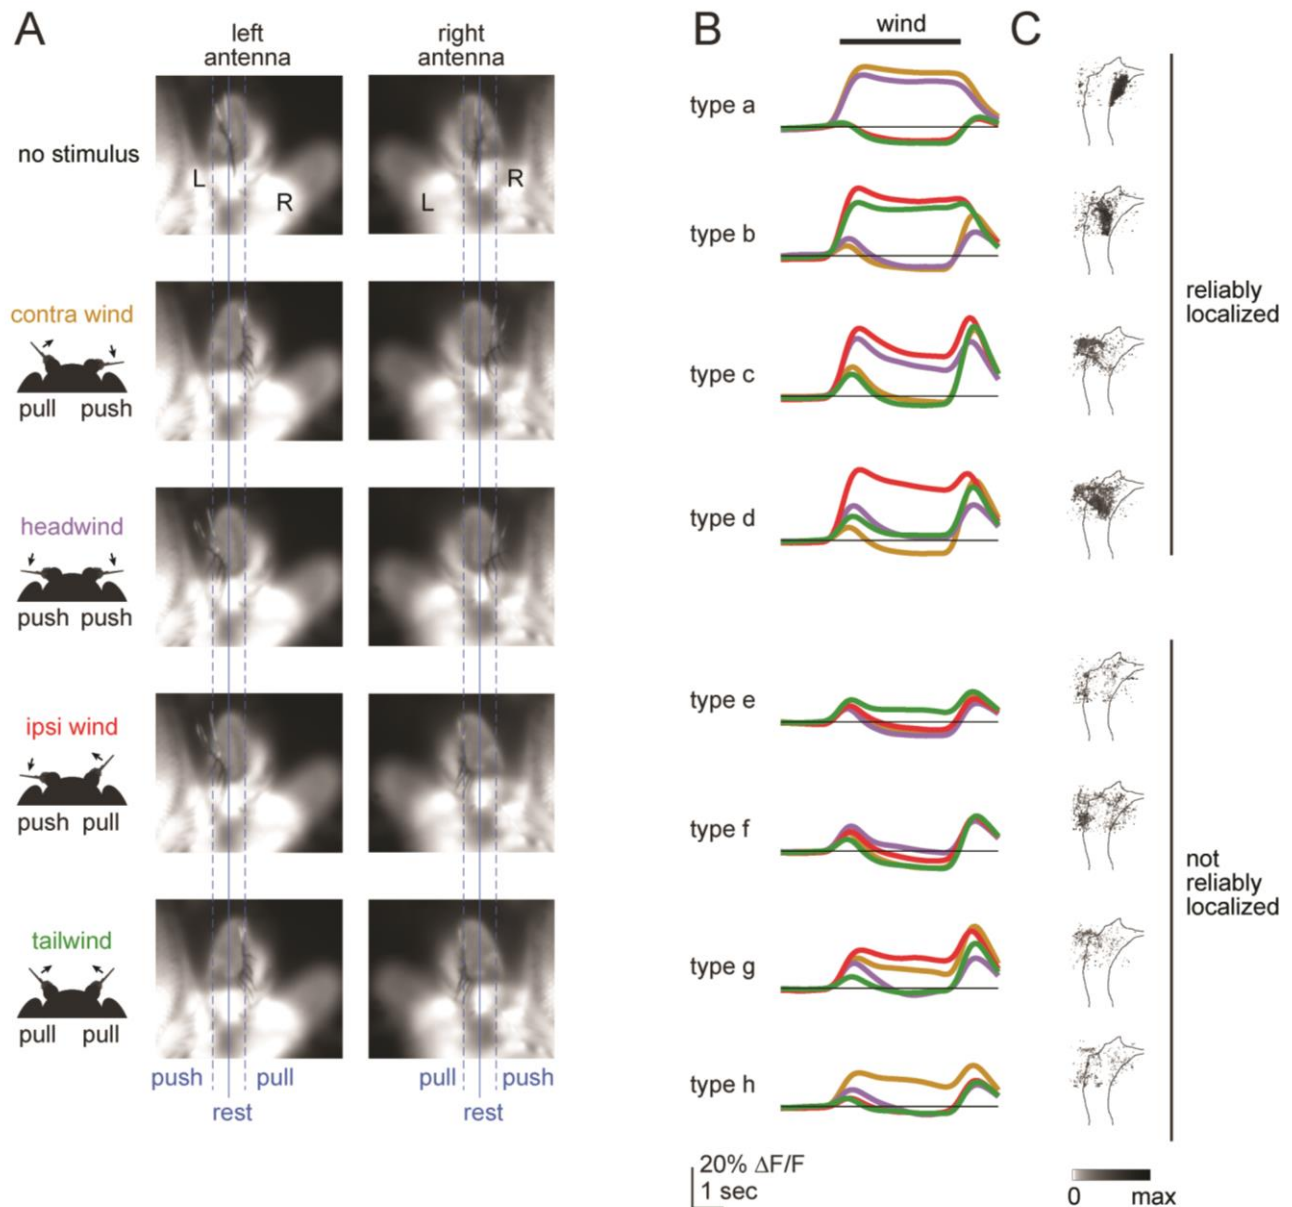 A
left
antenna
right
antenna
no stimulus
L
R
L
R
contra wind
pull push
headwind
push push
ipsi wind
push pull
tailwind
pull pull
push
pull
pull
push
rest
rest
B
wind
type a
type b
type c
type d
type e
type f
type g
type h
20% ΔF/F
1 sec
C
reliably
localized
not
reliably
localized
0 max